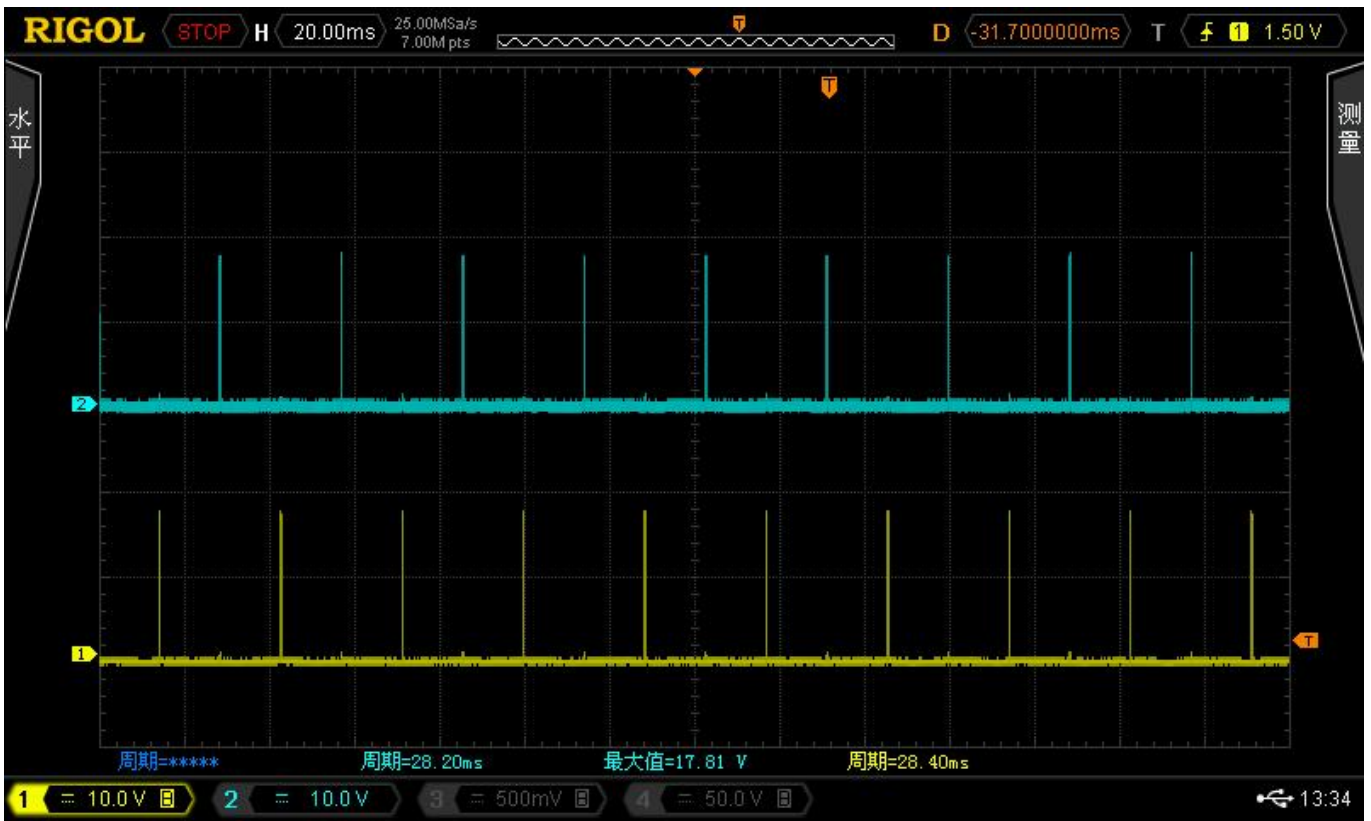 RIGOL STOP H 20.00ms 25.00MSa/s 7.00M pts T D -31.7000000ms T 1 1.50 V
水平
测量
T
2
1
T
周期=***** 周期=28.20ms 最大值=17.81 V 周期=28.40ms
1 = 10.0 V B 2 = 10.0 V 3 = 500mV B 4 = 50.0 V B 13:34